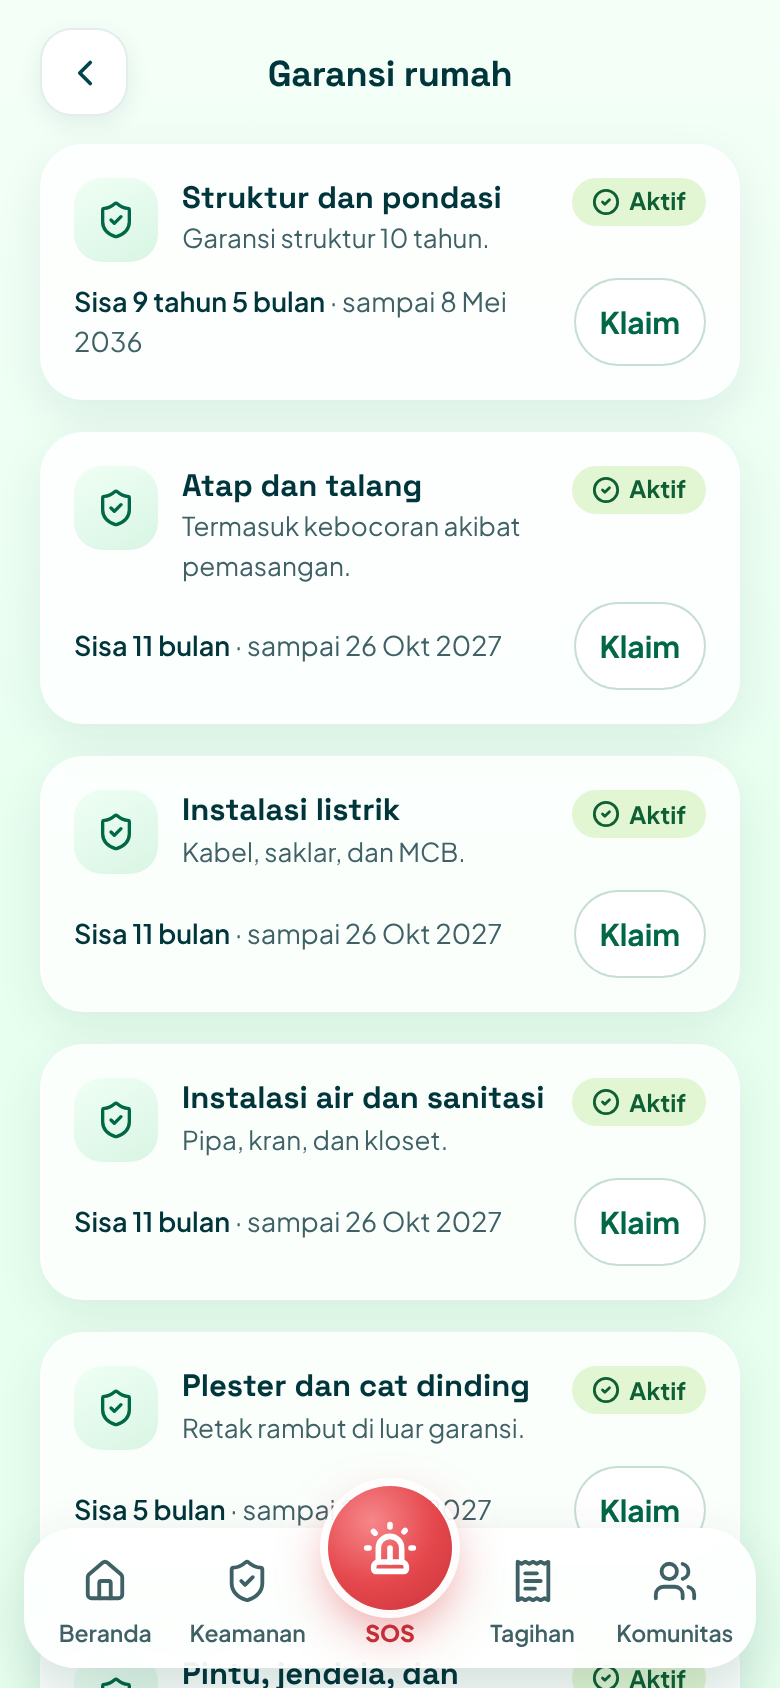 Garansi rumah
Struktur dan pondasi
Aktif
Garansi struktur 10 tahun.
Sisa 9 tahun 5 bulan · sampai 8 Mei
2036
Klaim
Atap dan talang
Aktif
Termasuk kebocoran akibat
pemasangan.
Sisa 11 bulan · sampai 26 Okt 2027
Klaim
Instalasi listrik
Aktif
Kabel, saklar, dan MCB.
Sisa 11 bulan · sampai 26 Okt 2027
Klaim
Instalasi air dan sanitasi
Aktif
Pipa, kran, dan kloset.
Sisa 11 bulan · sampai 26 Okt 2027
Klaim
Plester dan cat dinding
Aktif
Retak rambut di luar garansi.
Sisa 5 bulan · sampai
Klaim
Beranda
Keamanan
SOS
Tagihan
Komunitas
Pintu, jendela, dan
Aktif